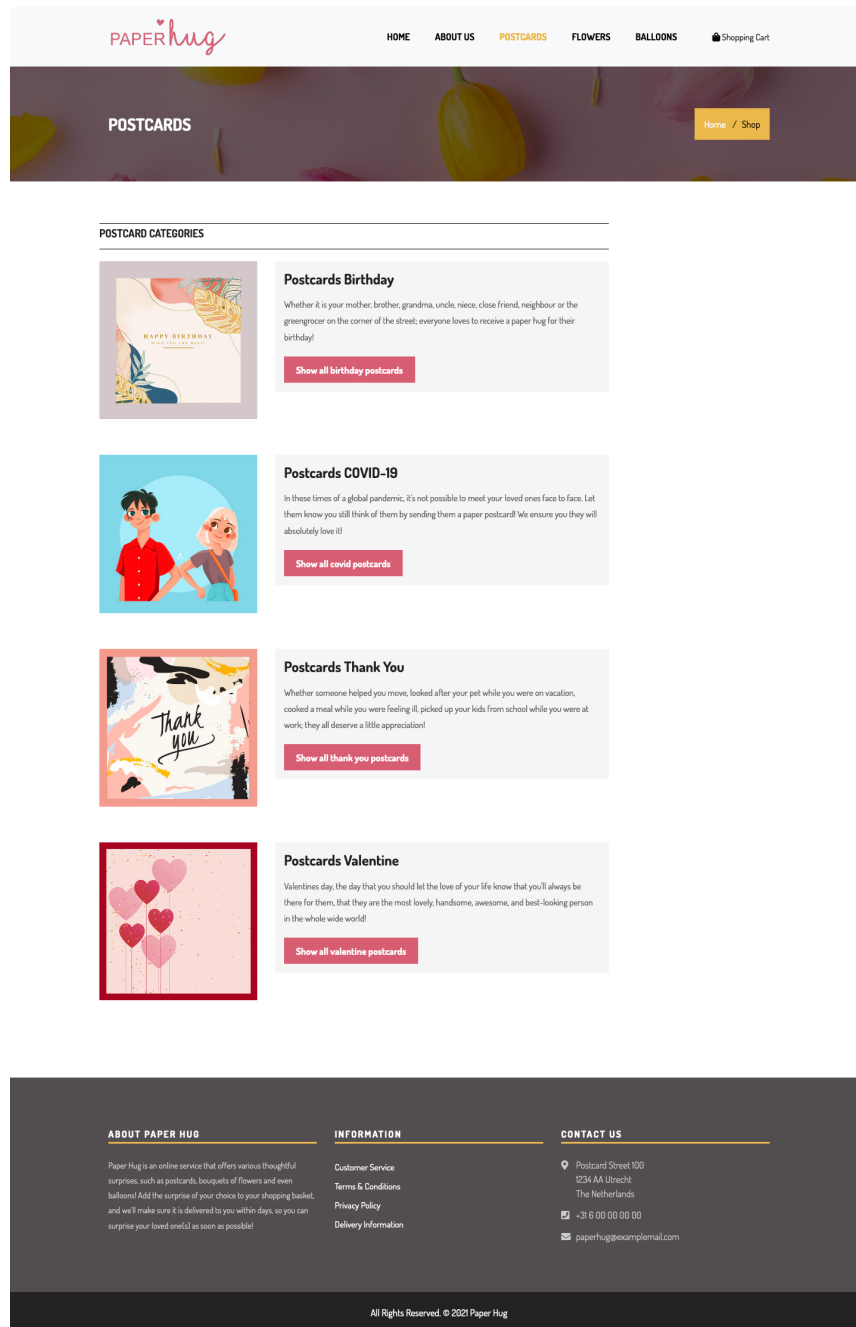 PAPER hug
HOME ABOUT US POSTCARDS FLOWERS BALLOONS Shopping Cart
POSTCARDS
Home / Shop
POSTCARD CATEGORIES
HAPPY BIRTHDAY
WISH YOU THE BEST!
Postcards Birthday
Whether it is your mother, brother, grandma, uncle, niece, close friend, neighbour or the
greengrocer on the corner of the street; everyone loves to receive a paper hug for their
birthday!
Show all birthday postcards
Postcards COVID-19
In these times of a global pandemic, it's not possible to meet your loved ones face to face. Let
them know you still think of them by sending them a paper postcard! We ensure you they will
absolutely love it!
Show all covid postcards
Thank
you
Postcards Thank You
Whether someone helped you move, looked after your pet while you were on vacation,
cooked a meal while you were feeling ill, picked up your kids from school while you were at
work; they all deserve a little appreciation!
Show all thank you postcards
Postcards Valentine
Valentines day, the day that you should let the love of your life know that you'll always be
there for them, that they are the most lovely, handsome, awesome, and best-looking person
in the whole wide world!
Show all valentine postcards
ABOUT PAPER HUG
Paper Hug is an online service that offers various thoughtful
surprises, such as postcards, bouquets of flowers and even
balloons! Add the surprise of your choice to your shopping basket,
and we'll make sure it is delivered to you within days, so you can
surprise your loved one(s) as soon as possible!
INFORMATION
Customer Service
Terms & Conditions
Privacy Policy
Delivery Information
CONTACT US
Postcard Street 100
1234 AA Utrecht
The Netherlands
+31 6 00 00 00 00
paperhug@examplemail.com
All Rights Reserved. © 2021 Paper Hug